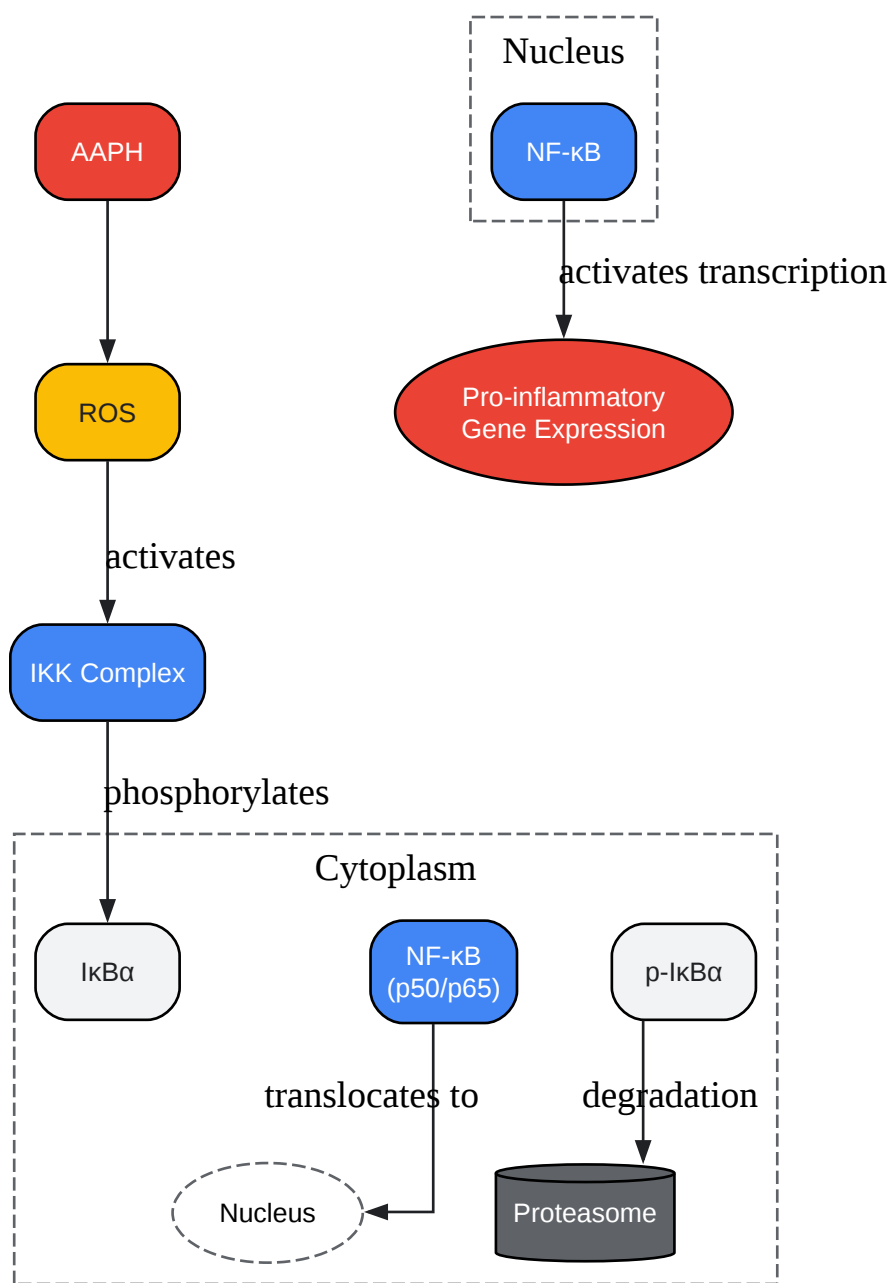 Nucleus
AAPH
NF-κB
activates transcription
ROS
Pro-inflammatory
Gene Expression
activates
IKK Complex
phosphorylates
Cytoplasm
IκBα
NF-κB
(p50/p65)
p-IκBα
translocates to
degradation
Nucleus
Proteasome